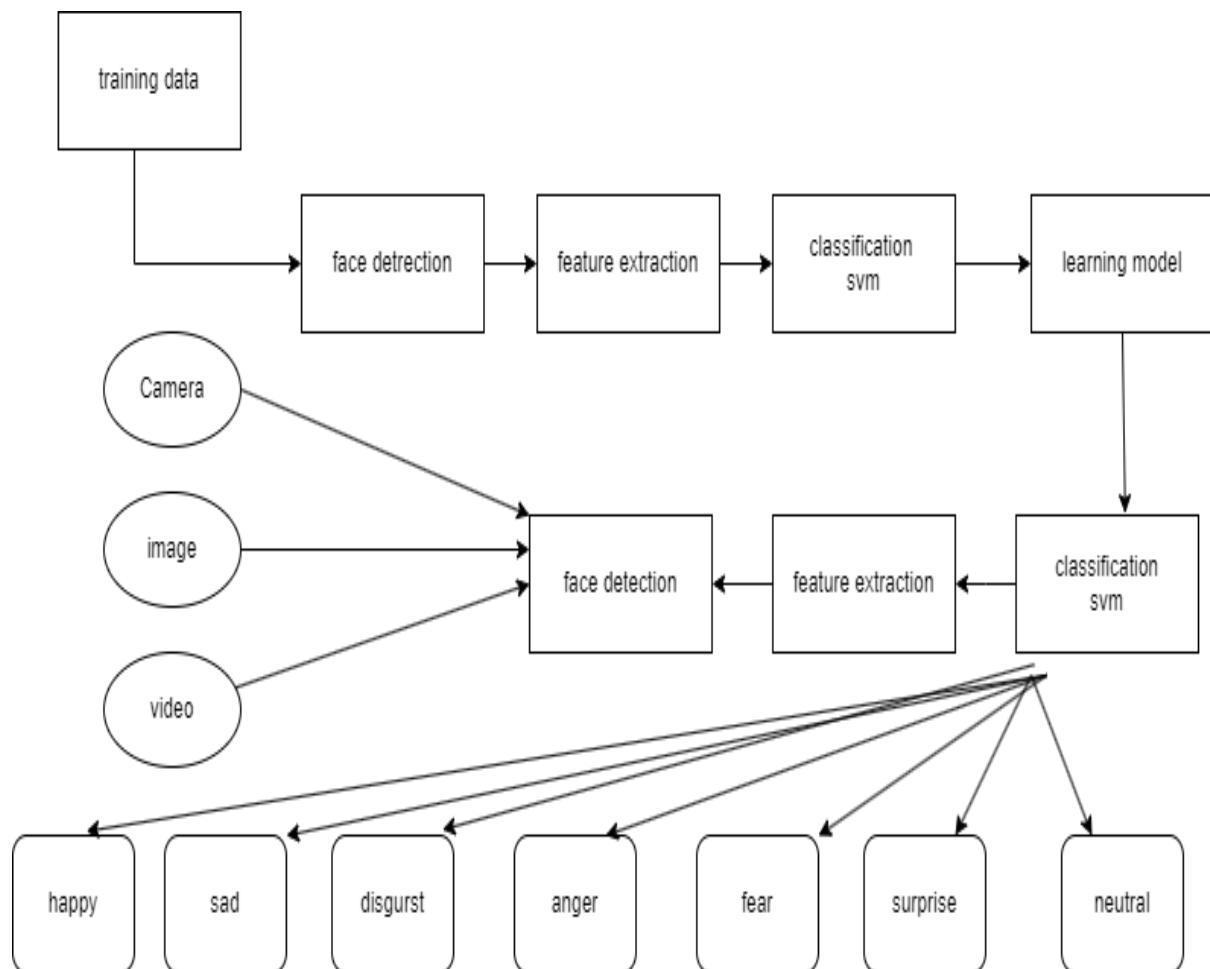 training data
face detrection
feature extraction
classification
svm
learning model
Camera
image
video
face detection
feature extraction
classification
svm
happy
sad
disgurst
anger
fear
surprise
neutral